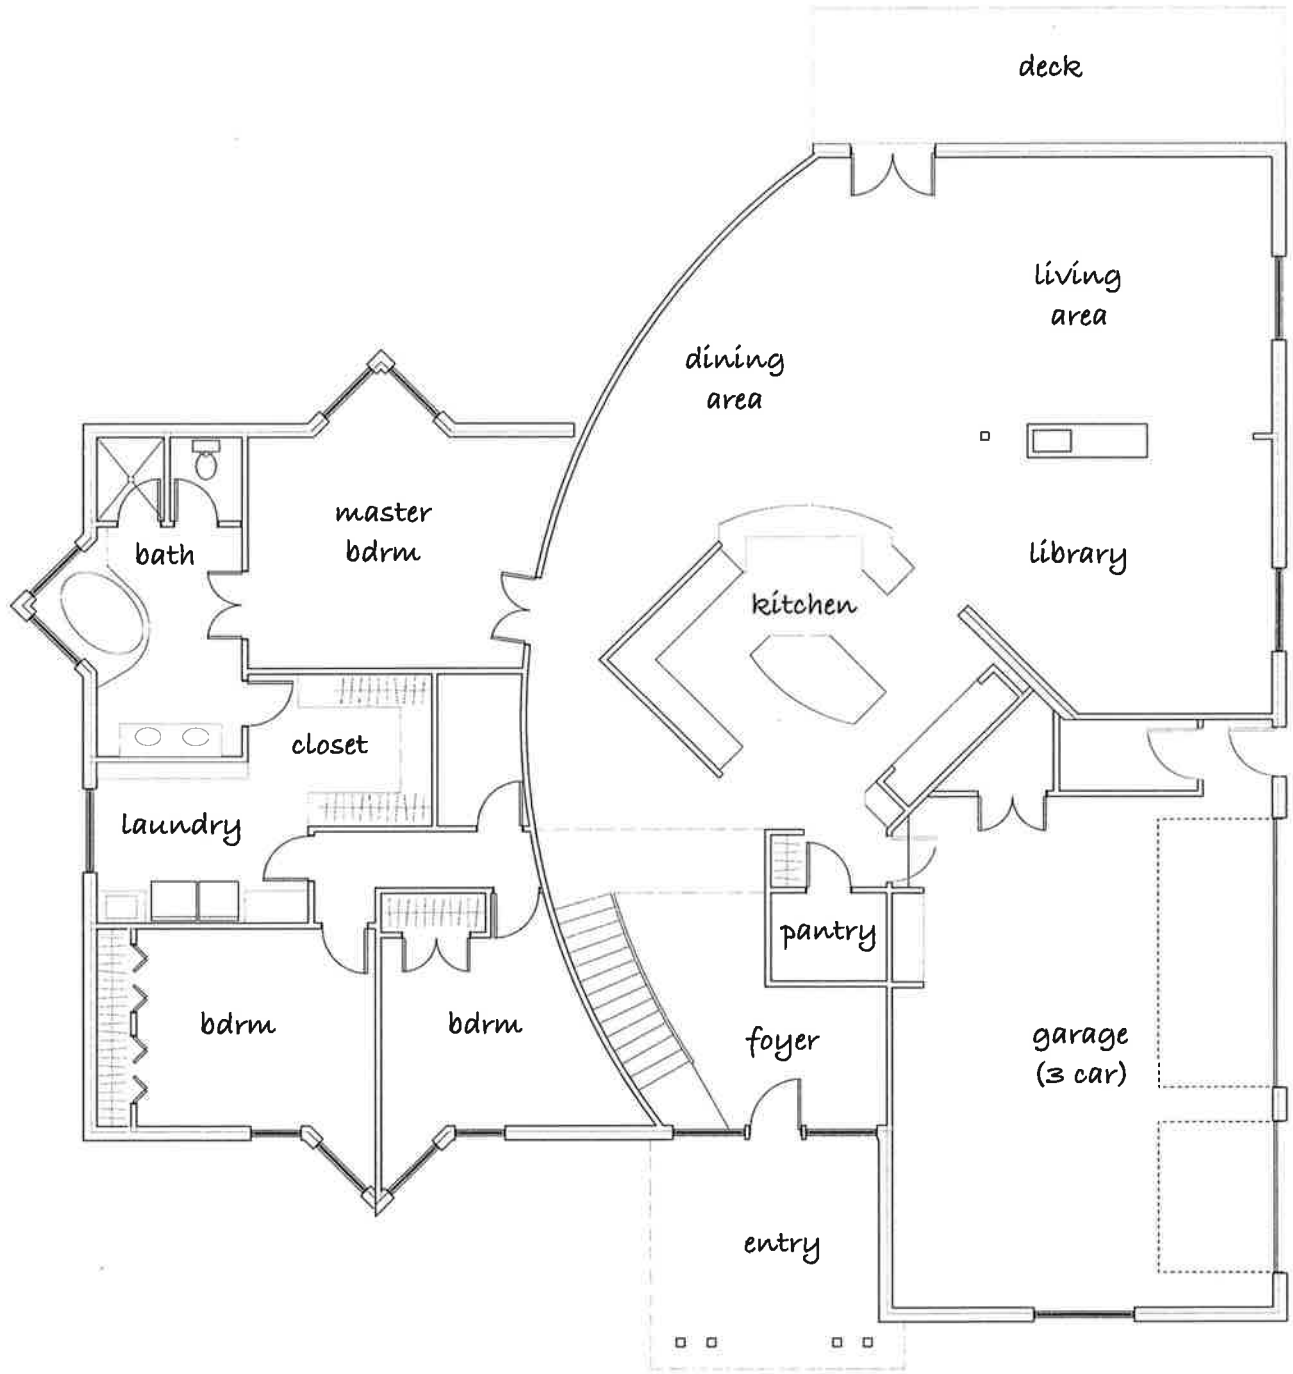 deck
living
area
dining
area
master
bdrm
bath
library
kitchen
closet
laundry
pantry
bdrm
bdrm
foyer
garage
(3 car)
entry